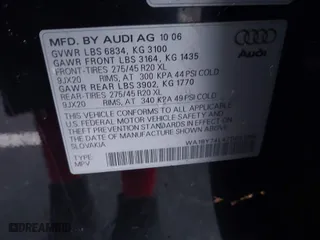 MFD. BY AUDI AG 10 06
GVWR LBS 6834, KG 3100
GAWR FRONT LBS 3164, KG 1435
FRONT-TIRES 275/45 R20 XL
9JX20 RIMS, AT 300 KPA 44 PSI COLD
GAWR REAR LBS 3902, KG 1770
REAR-TIRES 275/45 R20 XL
9JX20 RIMS, AT 340 KPA 49 PSI COLD
THIS VEHICLE CONFORMS TO ALL APPLICABLE
U.S. FEDERAL MOTOR VEHICLE SAFETY AND
THEFT PREVENTION STANDARDS IN EFFECT ON
THE DATE OF MANUFACTURE SHOWN ABOVE.
SLOVAKIA
TYPE:
MPV
Audi
DREAMBID